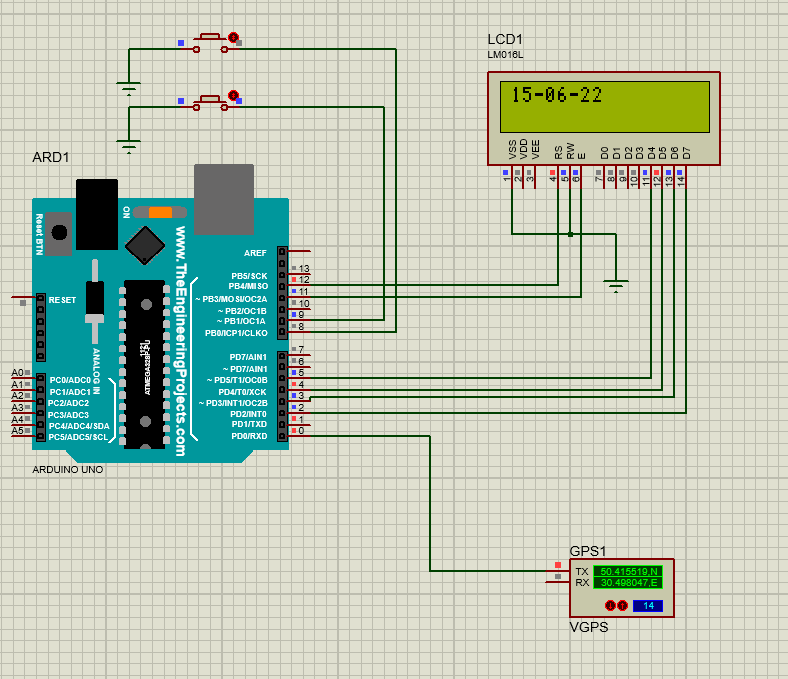 LCD1
LM016L
15-06-22
VSS
VDD
VEE
RS
RW
E
D0
D1
D2
D3
D4
D5
D6
D7
1
2
3
4
5
6
7
8
9
10
11
12
13
14
ARD1
Reset BTN
ON
www.TheEngineeringProjects.com
1121
ATMEGA328P-PU
ANALOG IN
RESET
AREF
PB5/SCK 13
PB4/MISO 12
~ PB3/MOSI/OC2A 11
~ PB2/OC1B 10
~ PB1/OC1A 9
PB0/ICP1/CLKO 8
PD7/AIN1 7
~ PD7/AIN1 6
~ PD5/T1/OC0B 5
PD4/T0/XCK 4
~ PD3/INT1/OC2B 3
PD2/INT0 2
PD1/TXD 1
PD0/RXD 0
A0 PC0/ADC0
A1 PC1/ADC1
A2 PC2/ADC2
A3 PC3/ADC3
A4 PC4/ADC4/SDA
A5 PC5/ADC5/SCL
ARDUINO UNO
GPS1
TX 50.415519,N
RX 30.498047,E
14
VGPS